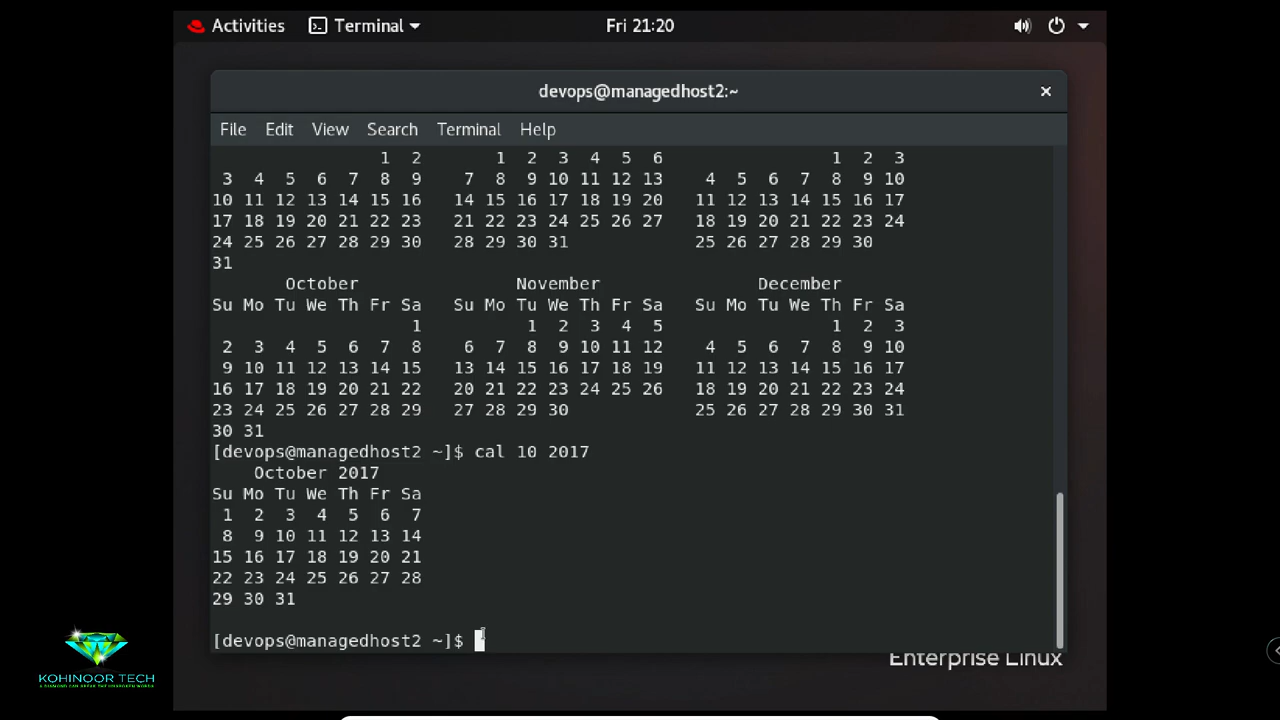 Activities Terminal Fri 21:20
devops@managedhost2:~
File Edit View Search Terminal Help
                1  2      1  2  3  4  5  6               1  2  3
 3  4  5  6  7  8  9   7  8  9 10 11 12 13   4  5  6  7  8  9 10
10 11 12 13 14 15 16  14 15 16 17 18 19 20  11 12 13 14 15 16 17
17 18 19 20 21 22 23  21 22 23 24 25 26 27  18 19 20 21 22 23 24
24 25 26 27 28 29 30  28 29 30 31           25 26 27 28 29 30
31
       October               November              December
Su Mo Tu We Th Fr Sa   Su Mo Tu We Th Fr Sa   Su Mo Tu We Th Fr Sa
                   1          1  2  3  4  5               1  2  3
 2  3  4  5  6  7  8    6  7  8  9 10 11 12    4  5  6  7  8  9 10
 9 10 11 12 13 14 15   13 14 15 16 17 18 19   11 12 13 14 15 16 17
16 17 18 19 20 21 22   20 21 22 23 24 25 26   18 19 20 21 22 23 24
23 24 25 26 27 28 29   27 28 29 30            25 26 27 28 29 30 31
30 31
[devops@managedhost2 ~]$ cal 10 2017
    October 2017
Su Mo Tu We Th Fr Sa
 1  2  3  4  5  6  7
 8  9 10 11 12 13 14
15 16 17 18 19 20 21
22 23 24 25 26 27 28
29 30 31
[devops@managedhost2 ~]$
Enterprise Linux
KOHINOOR TECH
A DIAMOND CAN SPEAK THE UNSPOKEN WORDS